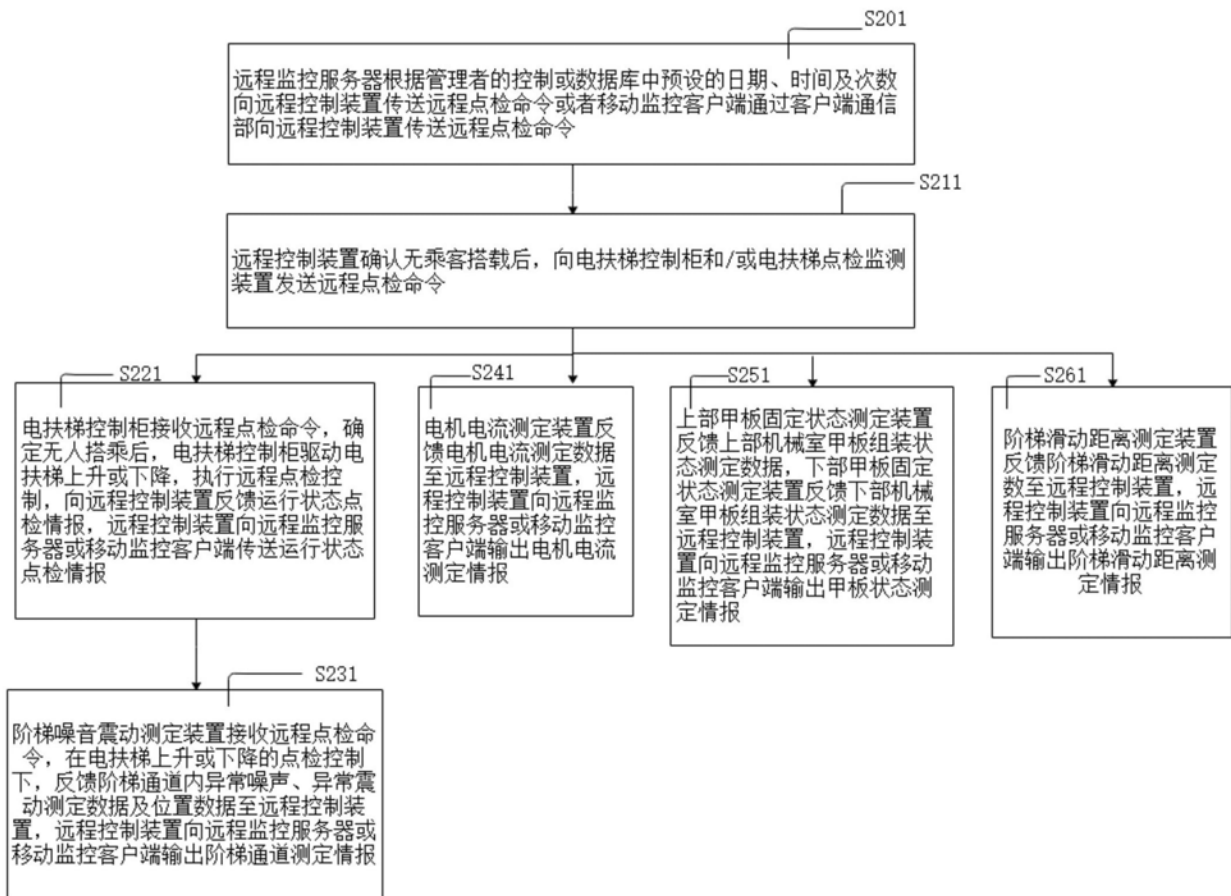 S201
远程监控服务器根据管理者的控制或数据库中预设的日期、时间及次数
向远程控制装置传送远程点检命令或者移动监控客户端通过客户端通信
部向远程控制装置传送远程点检命令
S211
远程控制装置确认无乘客搭载后，向电扶梯控制柜和/或电扶梯点检监测
装置发送远程点检命令
S221
电扶梯控制柜接收远程点检命令，确
定无人搭乘后，电扶梯控制柜驱动电
扶梯上升或下降，执行远程点检控
制，向远程控制装置反馈运行状态点
检情报，远程控制装置向远程监控服
务器或移动监控客户端传送运行状态
点检情报
S241
电机电流测定装置反
馈电机电流测定数据
至远程控制装置，远
程控制装置向远程监
控服务器或移动监控
客户端输出电机电流
测定情报
S251
上部甲板固定状态测定装置
反馈上部机械室甲板组装状
态测定数据，下部甲板固定
状态测定装置反馈下部机械
室甲板组装状态测定数据至
远程控制装置，远程控制装
置向远程监控服务器或移动
监控客户端输出甲板状态测
定情报
S261
阶梯滑动距离测定装置
反馈阶梯滑动距离测定
数至远程控制装置，远
程控制装置向远程监控
服务器或移动监控客户
端输出阶梯滑动距离测
定情报
S231
阶梯噪音震动测定装置接收远程点检命
令，在电扶梯上升或下降的点检控制
下，反馈阶梯通道内异常噪声、异常震
动测定数据及位置数据至远程控制装
置，远程控制装置向远程监控服务器或
移动监控客户端输出阶梯通道测定情报